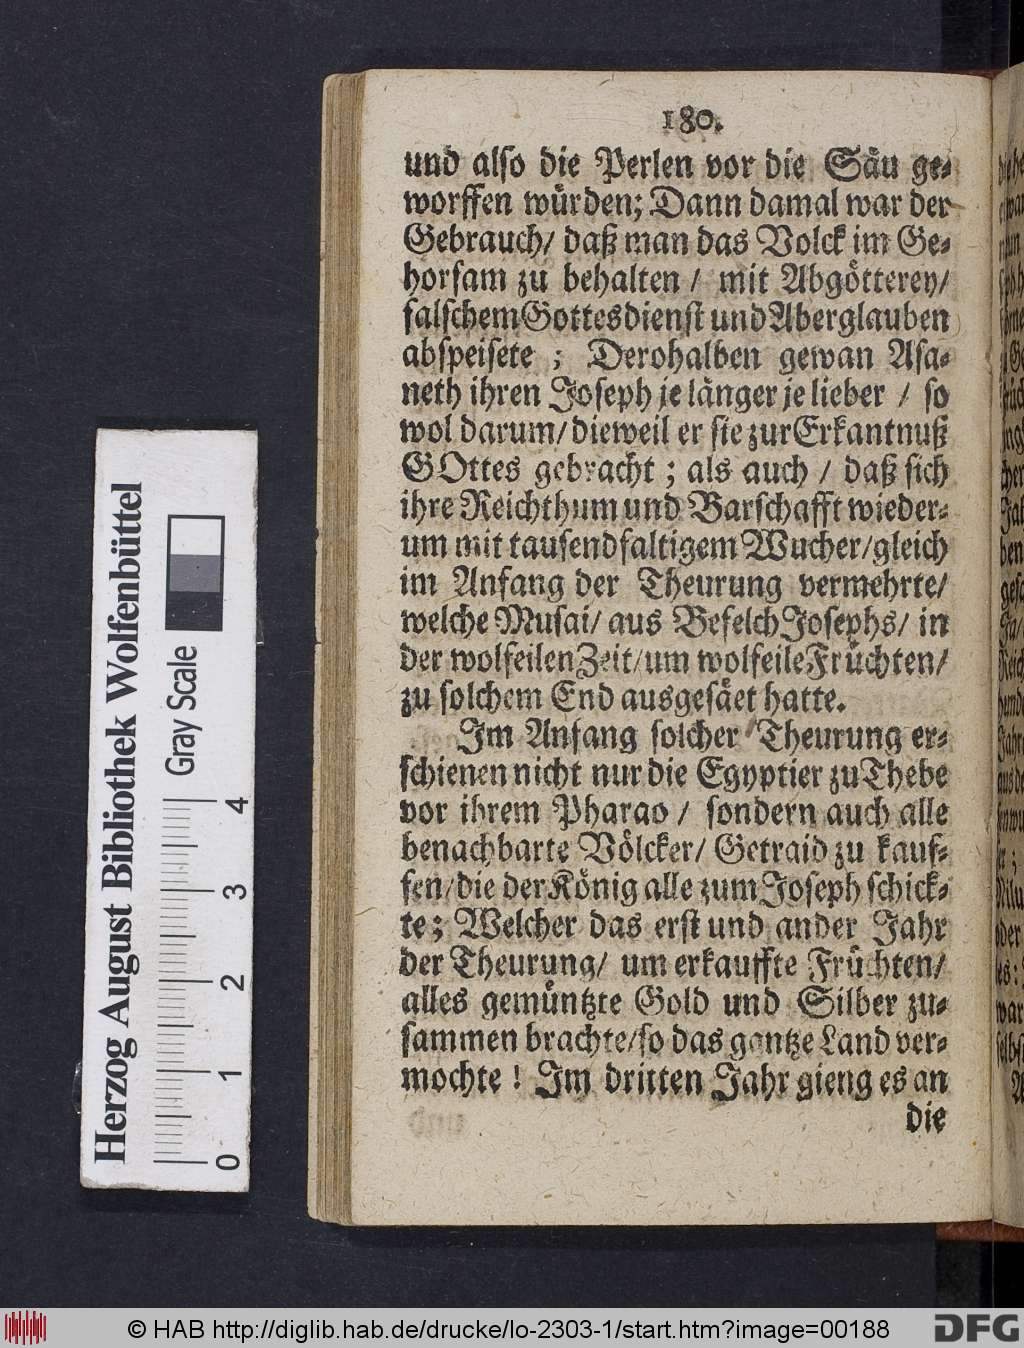 180.
und also die Perlen vor die Säu ge-
worffen würden; Dann damal war der
Gebrauch/ daß man das Volck im Ge-
horsam zu behalten / mit Abgötterey/
falschem Gottesdienst und Aberglauben
abspeisete ; Derohalben gewan Asa-
neth ihren Joseph je länger je lieber / so
wol darum/ dieweil er sie zur Erkantnuß
GOttes gebracht ; als auch / daß sich
ihre Reichthum und Barschafft wieder-
um mit tausendfaltigem Wucher/gleich
im Anfang der Theurung vermehrte/
welche Musai/ aus Befelch Josephs/ in
der wolfeilen Zeit/um wolfeile Früchten/
zu solchem End ausgesäet hatte.
Im Anfang solcher Theurung er-
schienen nicht nur die Egyptier zu Thebe
vor ihrem Pharao / sondern auch alle
benachbarte Völcker/ Getraid zu kauf-
fen/die der König alle zum Joseph schick-
te; Welcher das erst und ander Jahr
der Theurung/ um erkauffte Früchten/
alles gemüntzte Gold und Silber zu-
sammen brachte/so das gantze Land ver-
mochte ! Im dritten Jahr gieng es an
die
Herzog August Bibliothek Wolfenbüttel
Gray Scale
0 1 2 3 4
© HAB http://diglib.hab.de/drucke/lo-2303-1/start.htm?image=00188
DFG